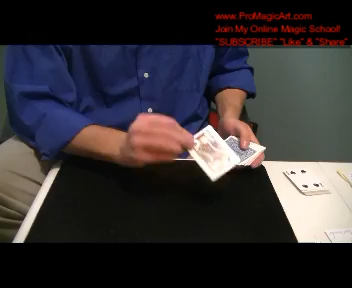 www.ProMagicArt.com
Join My Online Magic School!
"SUBSCRIBE" "Like" & "Share"